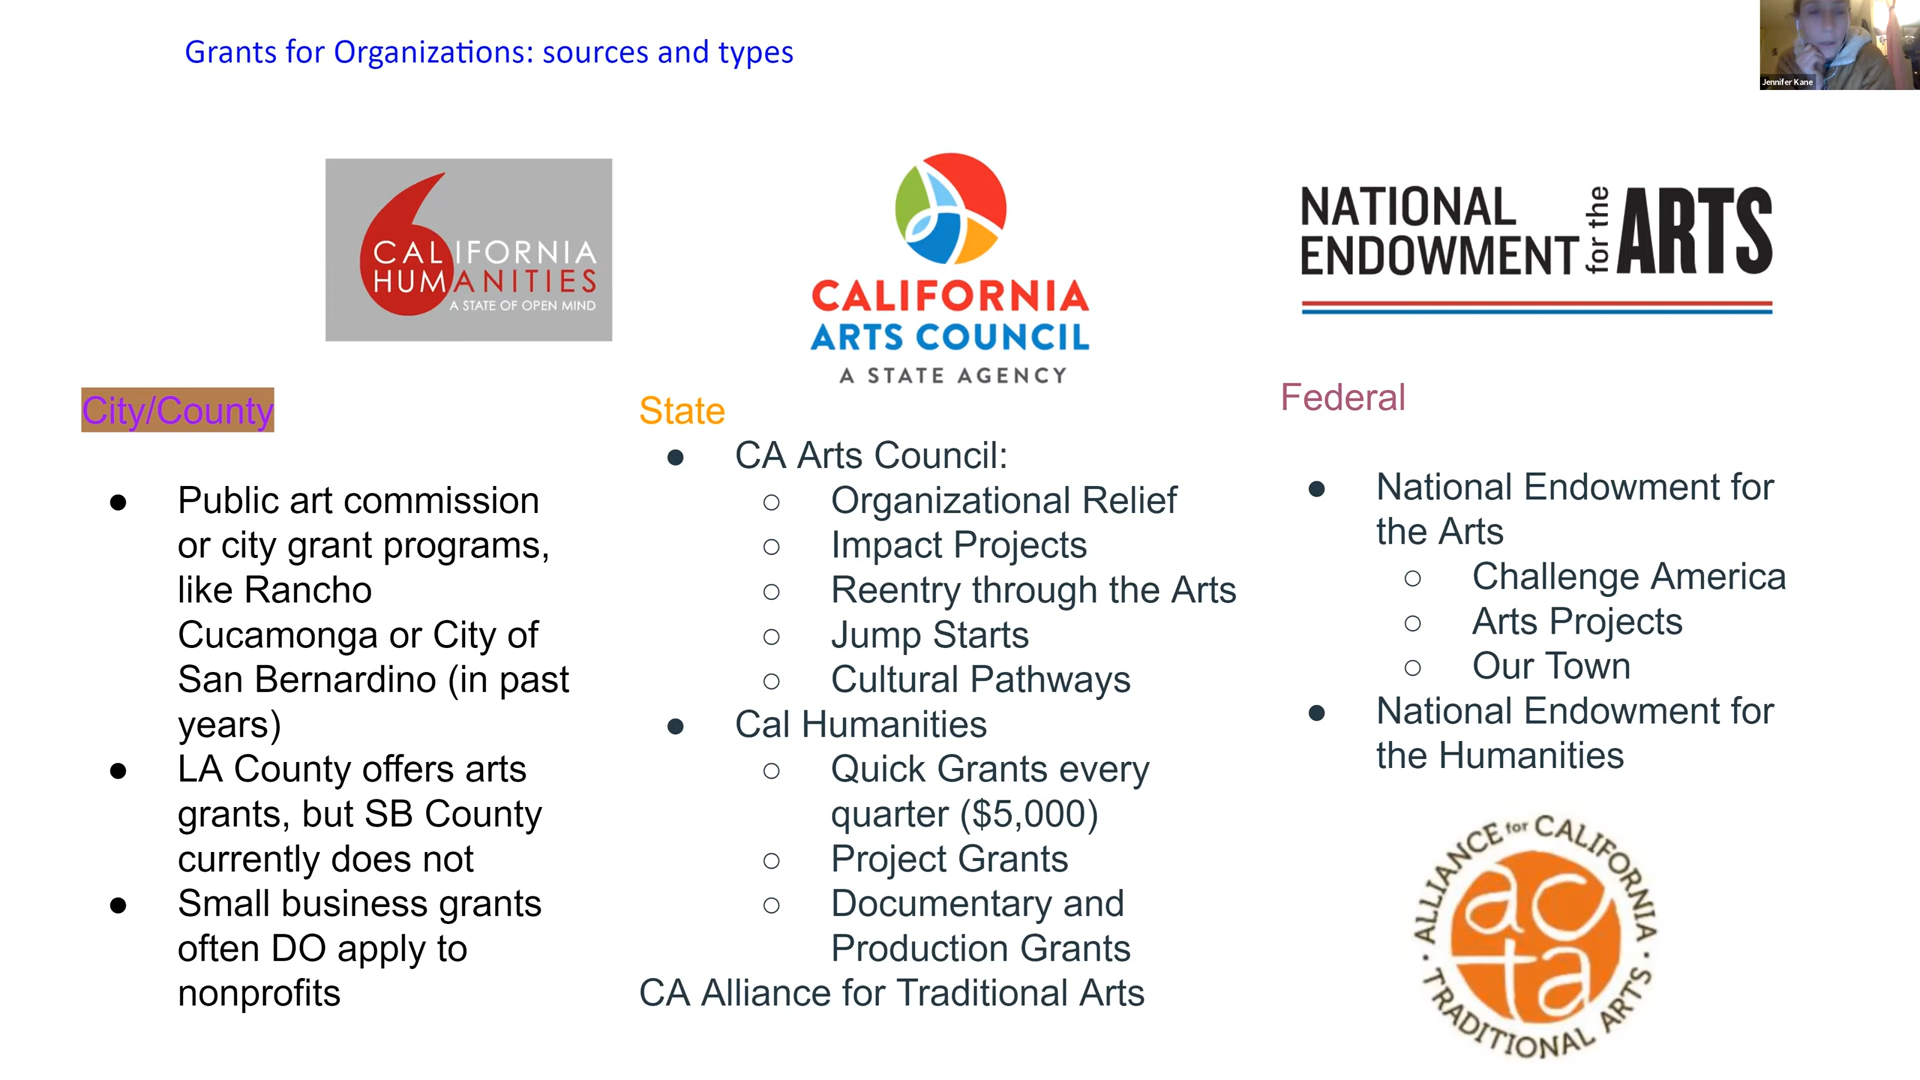 Grants for Organizations: sources and types
Jennifer Kane
CALIFORNIA
HUMANITIES
A STATE OF OPEN MIND
CALIFORNIA
ARTS COUNCIL
A STATE AGENCY
NATIONAL
ENDOWMENT
for the
ARTS
City/County
● Public art commission
or city grant programs,
like Rancho
Cucamonga or City of
San Bernardino (in past
years)
● LA County offers arts
grants, but SB County
currently does not
● Small business grants
often DO apply to
nonprofits
State
● CA Arts Council:
○ Organizational Relief
○ Impact Projects
○ Reentry through the Arts
○ Jump Starts
○ Cultural Pathways
● Cal Humanities
○ Quick Grants every
quarter ($5,000)
○ Project Grants
○ Documentary and
Production Grants
CA Alliance for Traditional Arts
Federal
● National Endowment for
the Arts
○ Challenge America
○ Arts Projects
○ Our Town
● National Endowment for
the Humanities
ALLIANCE for CALIFORNIA
· TRADITIONAL ARTS ·
acta